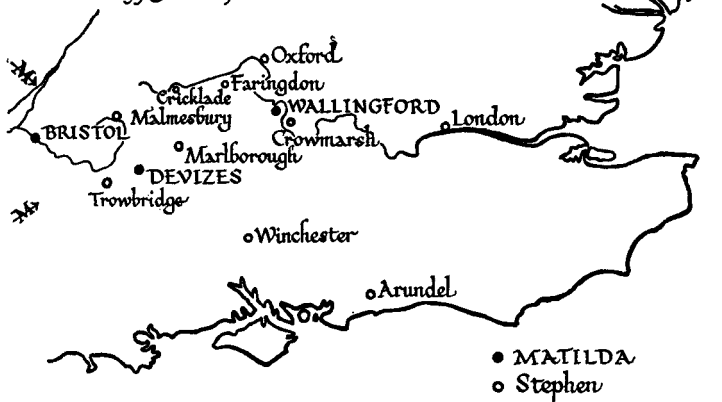 Oxford
Faringdon
Cricklade
WALLINGFORD
Malmesbury
London
BRISTOL
Crowmarsh
Marlborough
DEVIZES
Trowbridge
M
M
Winchester
Arundel
MATILDA
Stephen